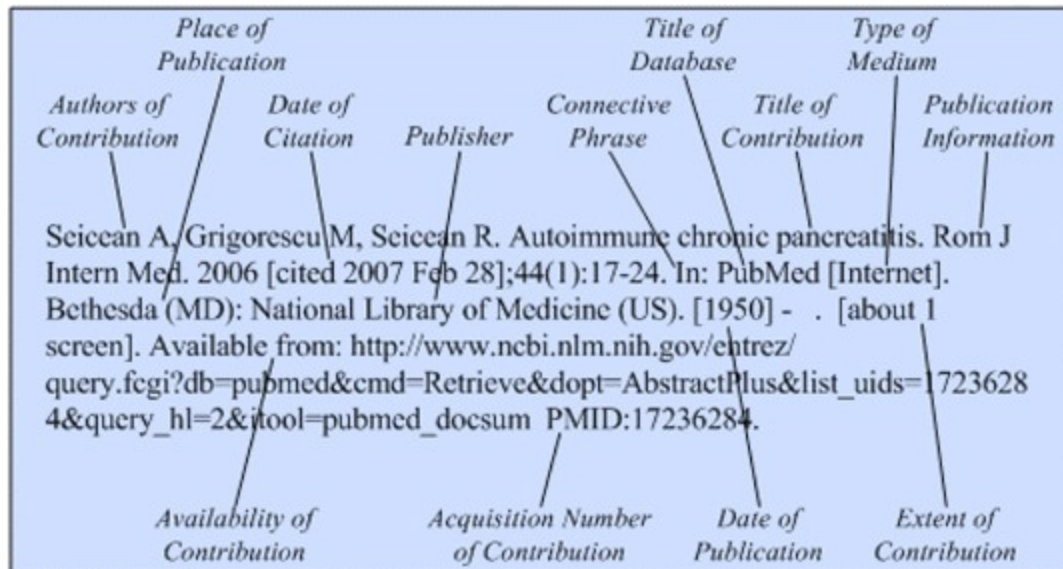 Place of
Publication
Title of
Database
Type of
Medium
Authors of
Contribution
Date of
Citation
Publisher
Connective
Phrase
Title of
Contribution
Publication
Information
Scicean A, Grigorescu M, Scicean R. Autoimmune chronic pancreatitis. Rom J
Intern Med. 2006 [cited 2007 Feb 28];44(1):17-24. In: PubMed [Internet].
Bethesda (MD): National Library of Medicine (US). [1950] -   .  [about 1
screen]. Available from: http://www.ncbi.nlm.nih.gov/entrez/
query.fcgi?db=pubmed&cmd=Retrieve&dopt=AbstractPlus&list_uids=1723628
4&query_hl=2&itool=pubmed_docsum  PMID:17236284.
Availability of
Contribution
Acquisition Number
of Contribution
Date of
Publication
Extent of
Contribution